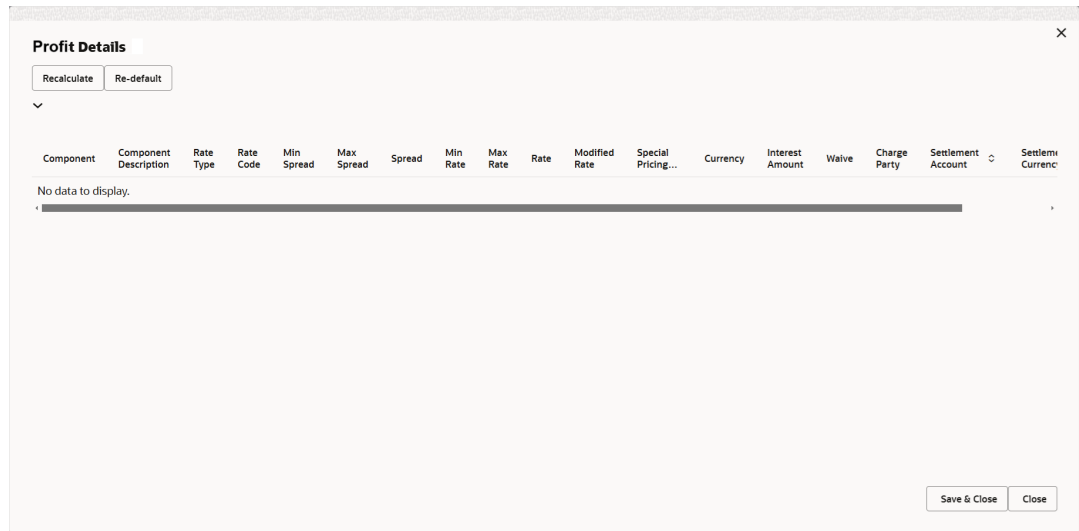 Profit Details
Recalculate Re-default
Component Component Description Rate Type Rate Code Min Spread Max Spread Spread Min Rate Max Rate Rate Modified Rate Special Pricing... Currency Interest Amount Waive Charge Party Settlement Account Settleme Currency
No data to display.
Save & Close Close